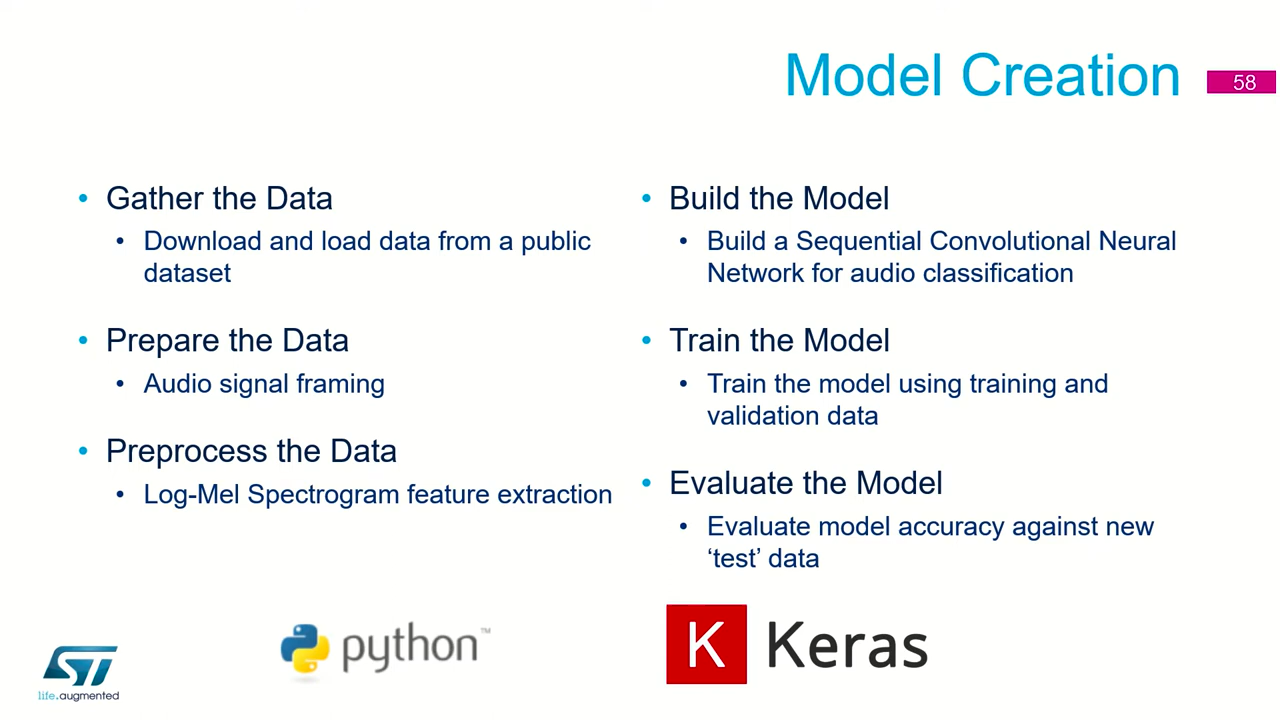 Model Creation
58
• Gather the Data
• Download and load data from a public
dataset
• Prepare the Data
• Audio signal framing
• Preprocess the Data
• Log-Mel Spectrogram feature extraction
• Build the Model
• Build a Sequential Convolutional Neural
Network for audio classification
• Train the Model
• Train the model using training and
validation data
• Evaluate the Model
• Evaluate model accuracy against new
‘test’ data
ST
life.augmented
python™
K Keras